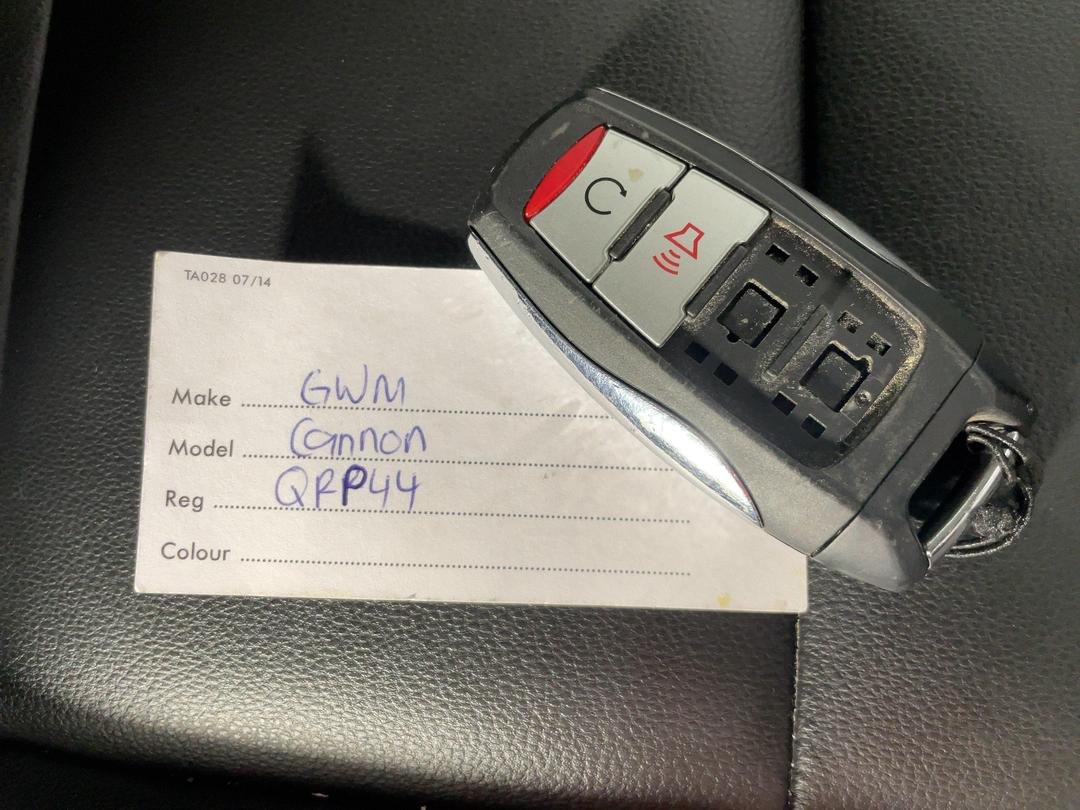 TA028 07/14
Make GWM
Model Cannon
Reg QRP44
Colour